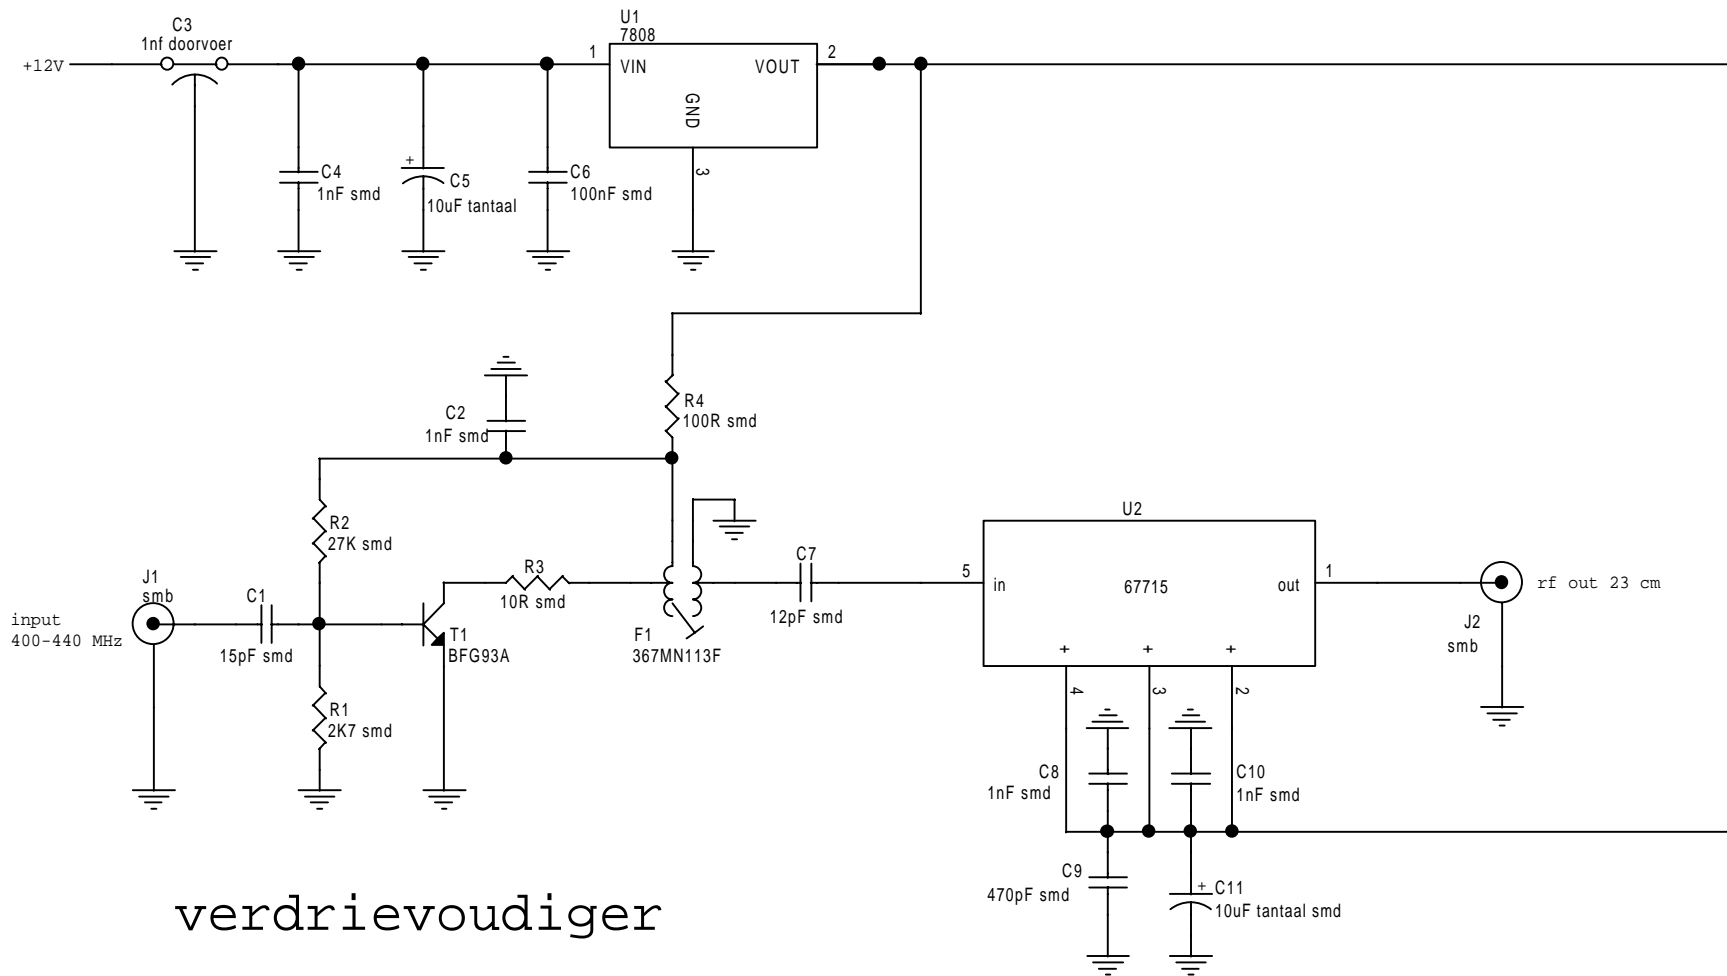 C3
1nf doorvoer
+12V
U1
7808
1
VIN
VOUT
2
GND
3
C4
1nF smd
+
C5
10uF tantaal
C6
100nF smd
C2
1nF smd
R4
100R smd
R2
27K smd
J1
smb
input
400-440 MHz
C1
15pF smd
R3
10R smd
T1
BFG93A
R1
2K7 smd
F1
367MN113F
C7
12pF smd
U2
5
in
67715
out
1
rf out 23 cm
J2
smb
+
+
+
4
3
2
C8
1nF smd
C10
1nF smd
C9
470pF smd
+
C11
10uF tantaal smd
verdrievoudiger